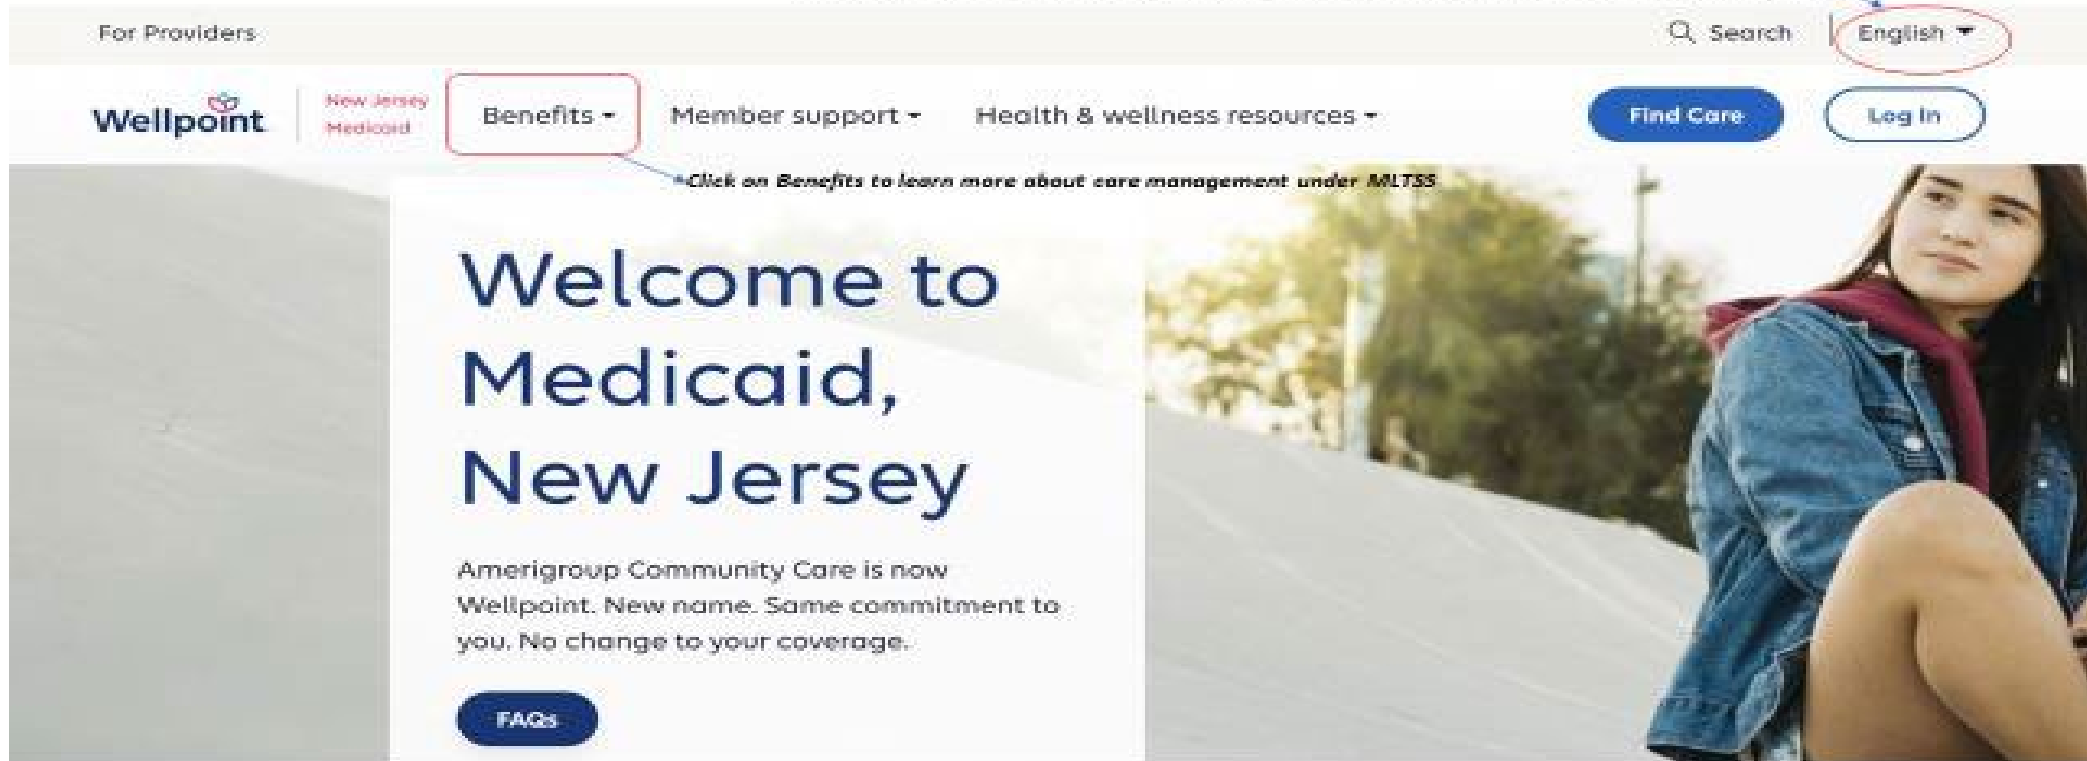 For Providers
Search
English
Wellpoint
New Jersey
Medicaid
Benefits
Member support
Health & wellness resources
Find Care
Log In
*Click on Benefits to learn more about care management under MLTSS
Welcome to
Medicaid,
New Jersey
Amerigroup Community Care is now
Wellpoint. New name. Same commitment to
you. No change to your coverage.
FAQs